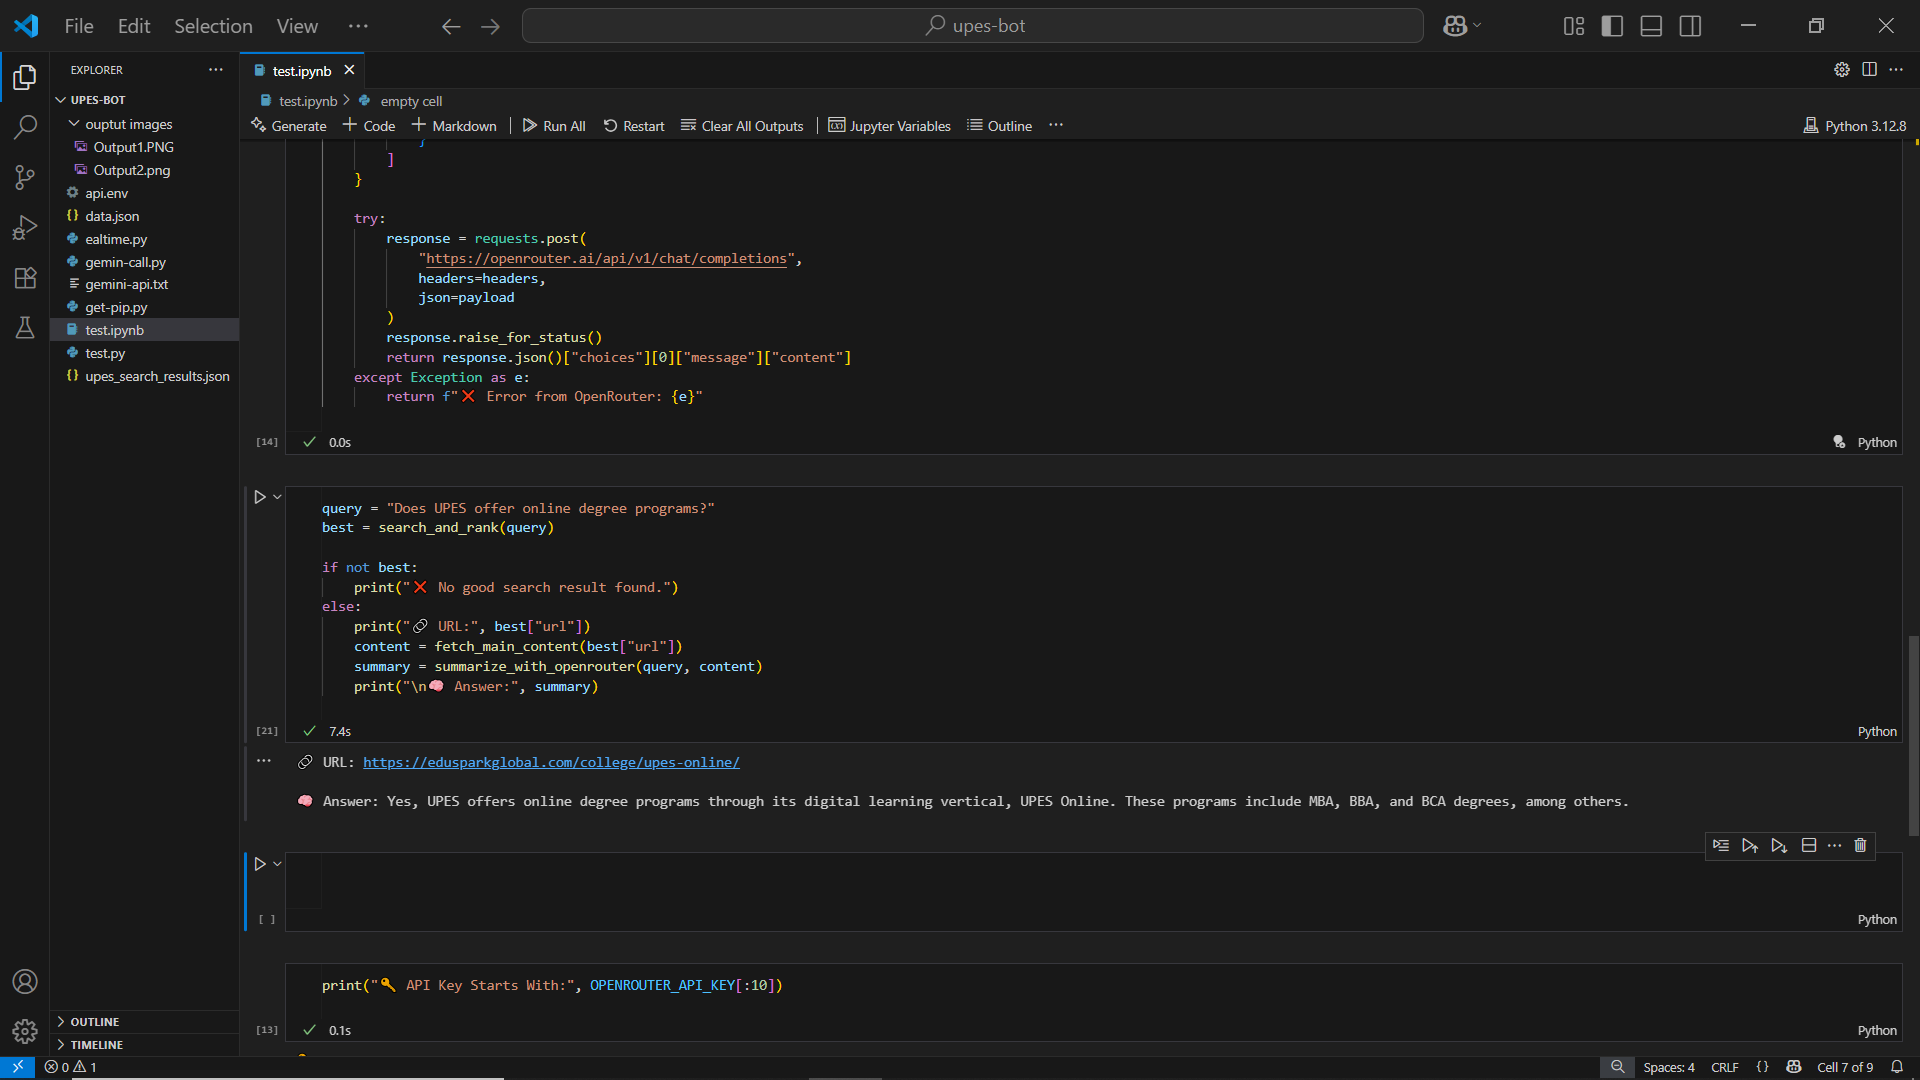 File Edit Selection View ··· upes-bot
EXPLORER ···
UPES-BOT
ouptut images
Output1.PNG
Output2.png
api.env
data.json
ealtime.py
gemin-call.py
gemini-api.txt
get-pip.py
test.ipynb
test.py
upes_search_results.json
OUTLINE
TIMELINE
test.ipynb
test.ipynb > empty cell
Generate + Code + Markdown | Run All Restart Clear All Outputs | Jupyter Variables Outline ··· Python 3.12.8
}
]
}
try:
response = requests.post(
"https://openrouter.ai/api/v1/chat/completions",
headers=headers,
json=payload
)
response.raise_for_status()
return response.json()["choices"][0]["message"]["content"]
except Exception as e:
return f"❌ Error from OpenRouter: {e}"
[14] ✓ 0.0s Python
query = "Does UPES offer online degree programs?"
best = search_and_rank(query)
if not best:
print("❌ No good search result found.")
else:
print("🔗 URL:", best["url"])
content = fetch_main_content(best["url"])
summary = summarize_with_openrouter(query, content)
print("\n🧠 Answer:", summary)
[21] ✓ 7.4s Python
··· 🔗 URL: https://edusparkglobal.com/college/upes-online/
🧠 Answer: Yes, UPES offers online degree programs through its digital learning vertical, UPES Online. These programs include MBA, BBA, and BCA degrees, among others.
[ ] Python
print("🔑 API Key Starts With:", OPENROUTER_API_KEY[:10])
[13] ✓ 0.1s Python
0 1 Spaces: 4 CRLF {} Cell 7 of 9